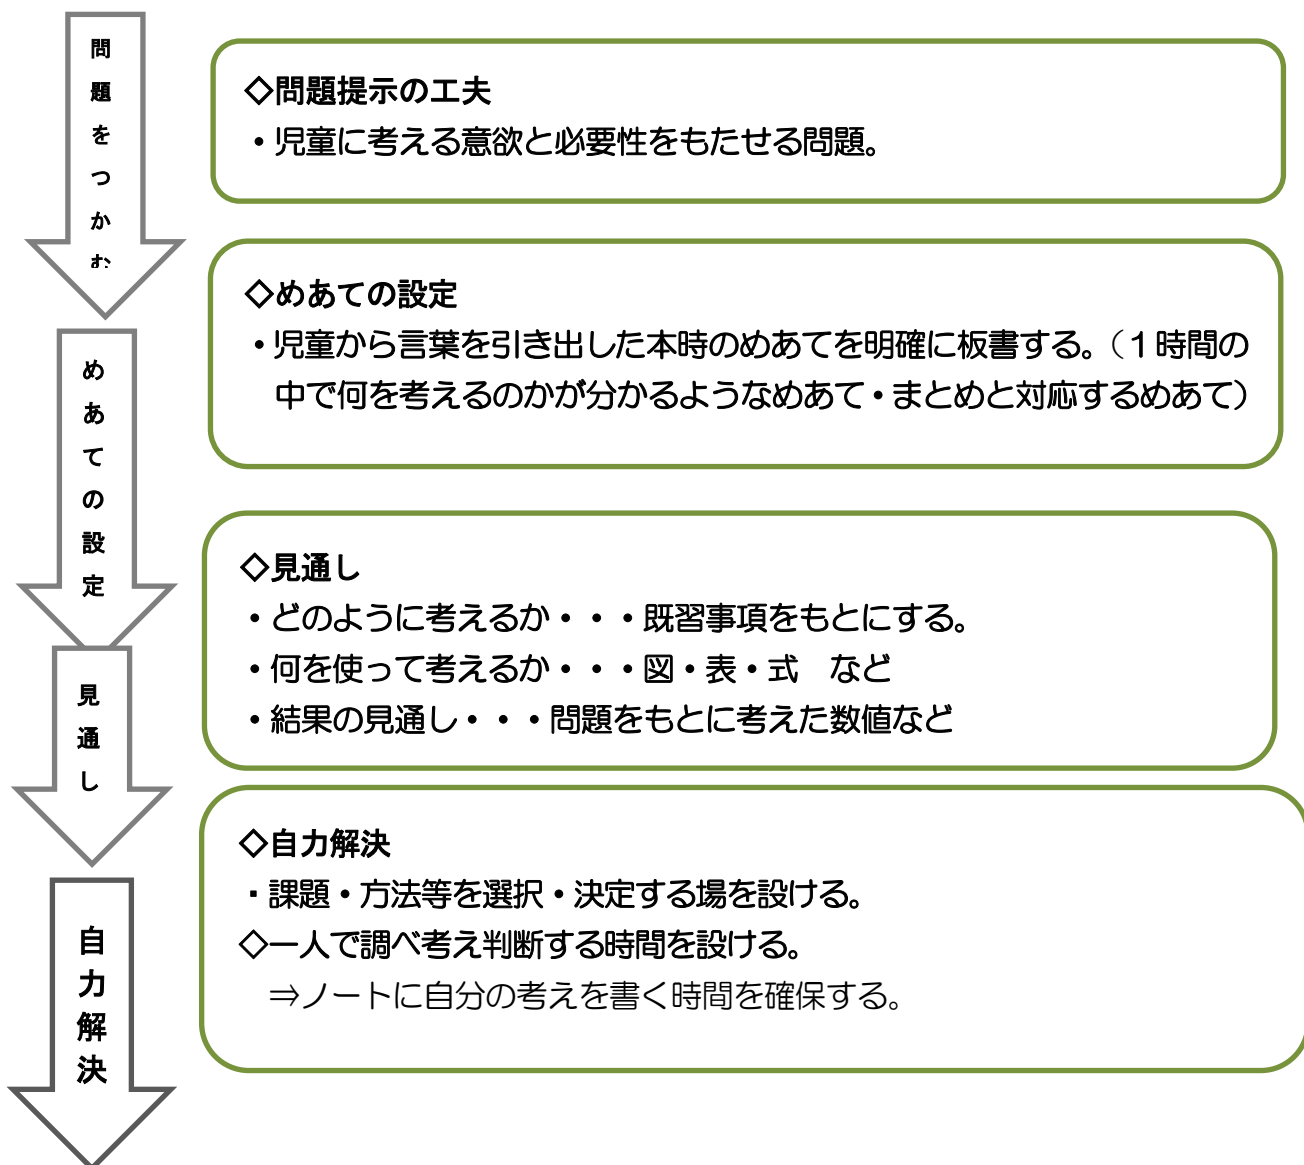 問題をつかむ
◇問題提示の工夫
・児童に考える意欲と必要性をもたせる問題。
めあての設定
◇めあての設定
・児童から言葉を引き出した本時のめあてを明確に板書する。（１時間の
中で何を考えるのかが分かるようなめあて・まとめと対応するめあて）
見通し
◇見通し
・どのように考えるか・・・既習事項をもとにする。
・何を使って考えるか・・・図・表・式　など
・結果の見通し・・・問題をもとに考えた数値など
自力解決
◇自力解決
・課題・方法等を選択・決定する場を設ける。
◇一人で調べ考え判断する時間を設ける。
⇒ノートに自分の考えを書く時間を確保する。